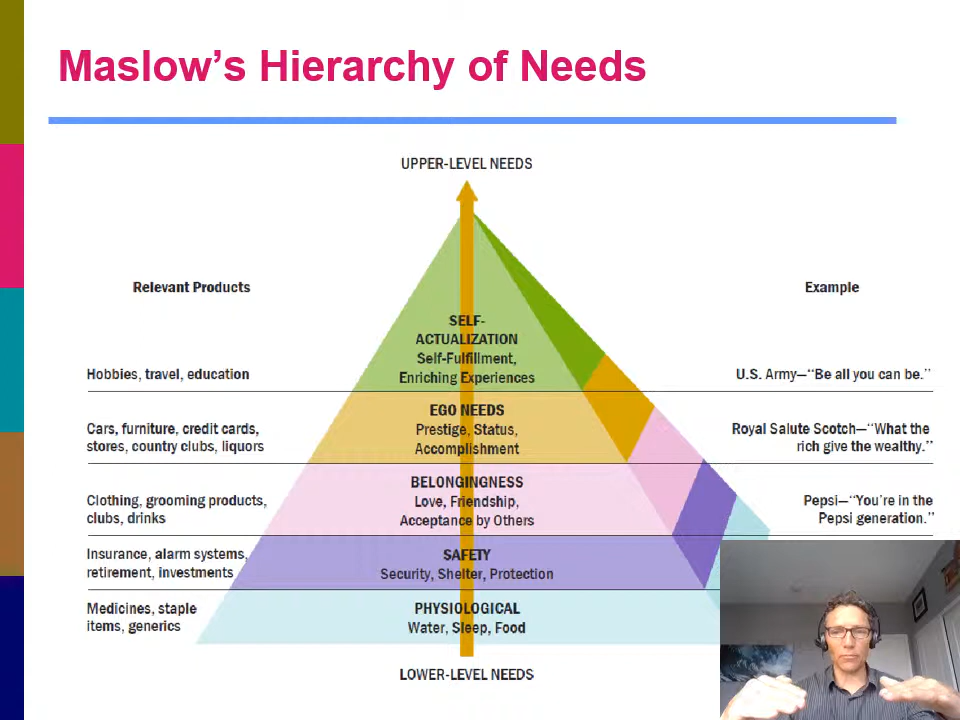 Maslow's Hierarchy of Needs
UPPER-LEVEL NEEDS
Relevant Products
Example
SELF-
ACTUALIZATION
Self-Fulfillment,
Enriching Experiences
Hobbies, travel, education
U.S. Army—“Be all you can be.”
EGO NEEDS
Prestige, Status,
Accomplishment
Cars, furniture, credit cards,
stores, country clubs, liquors
Royal Salute Scotch—“What the
rich give the wealthy.”
BELONGINGNESS
Love, Friendship,
Acceptance by Others
Clothing, grooming products,
clubs, drinks
Pepsi—“You’re in the
Pepsi generation.”
SAFETY
Security, Shelter, Protection
Insurance, alarm systems,
retirement, investments
PHYSIOLOGICAL
Water, Sleep, Food
Medicines, staple
items, generics
LOWER-LEVEL NEEDS